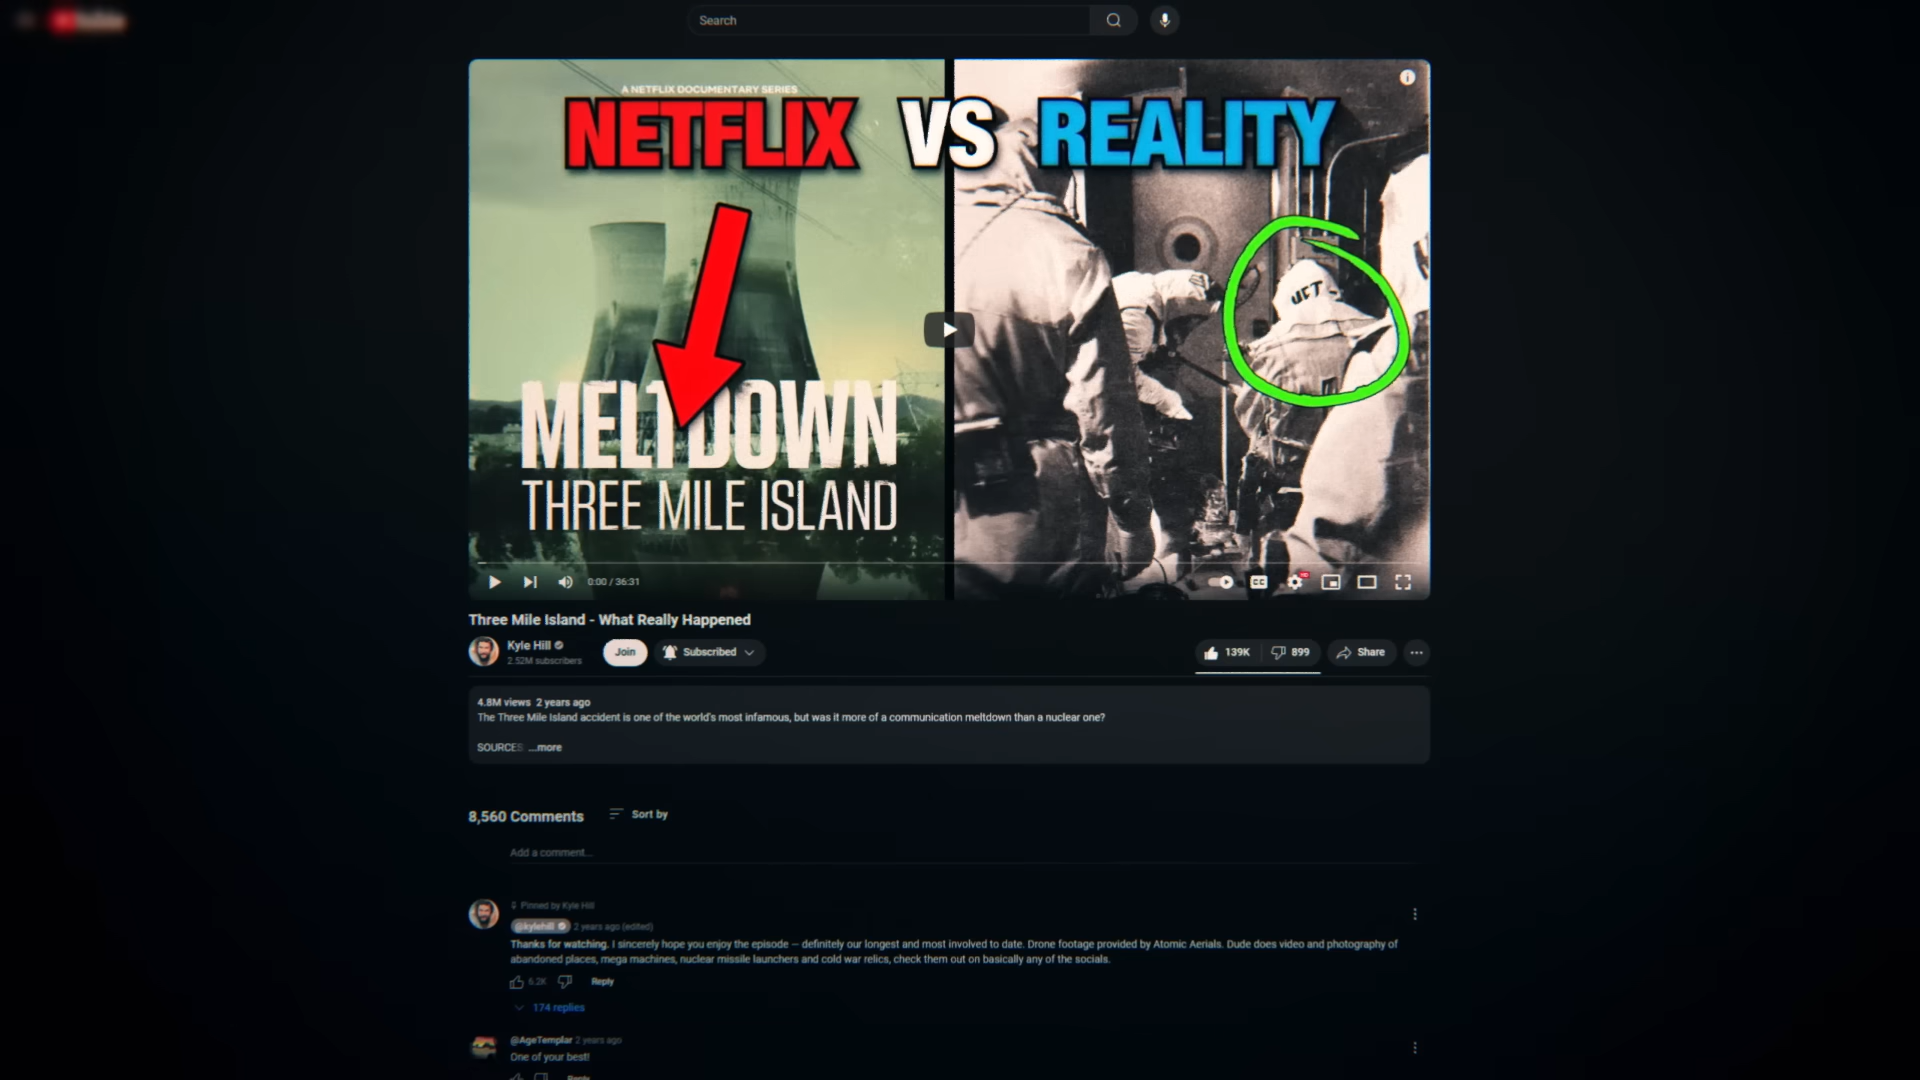 Search
A NETFLIX DOCUMENTARY SERIES
NETFLIX VS REALITY
MELTDOWN
THREE MILE ISLAND
0:00 / 36:31
CC
HD
Three Mile Island - What Really Happened
Kyle Hill
2.52M subscribers
Join
Subscribed
139K
899
Share
4.8M views 2 years ago
The Three Mile Island accident is one of the world's most infamous, but was it more of a communication meltdown than a nuclear one?
SOURCES ...more
8,560 Comments
Sort by
Add a comment...
Pinned by Kyle Hill
@kylehill 2 years ago (edited)
Thanks for watching. I sincerely hope you enjoy the episode — definitely our longest and most involved to date. Drone footage provided by Atomic Aerials. Dude does video and photography of
abandoned places, mega machines, nuclear missile launchers and cold war relics, check them out on basically any of the socials.
6.2K
Reply
174 replies
@AgeTemplar 2 years ago
One of your best!
Reply